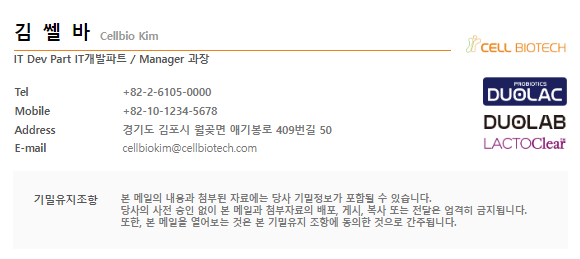 김 쎌 바 Cellbio Kim
CELL BIOTECH
IT Dev Part IT개발파트 / Manager 과장
PROBIOTICS
DUOLAC
Tel +82-2-6105-0000
Mobile +82-10-1234-5678
DUOLAB
Address 경기도 김포시 월곶면 애기봉로 409번길 50
LACTOClear
E-mail cellbiokim@cellbiotech.com
기밀유지조항 본 메일의 내용과 첨부된 자료에는 당사 기밀정보가 포함될 수 있습니다.
당사의 사전 승인 없이 본 메일과 첨부자료의 배포, 게시, 복사 또는 전달은 엄격히 금지됩니다.
또한, 본 메일을 열어보는 것은 본 기밀유지 조항에 동의한 것으로 간주됩니다.